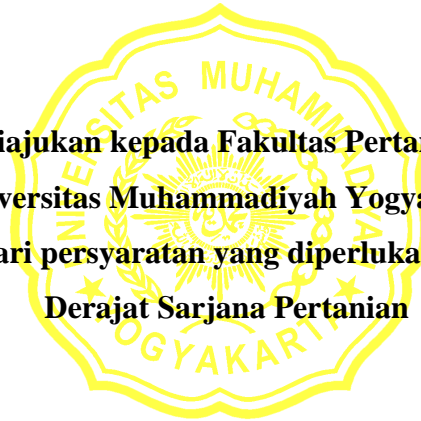 iajukan kepada Fakultas Pertan
versitas Muhammadiyah Yogya
ari persyaratan yang diperluka
Derajat Sarjana Pertanian
UNIVERSITAS MUHAMMADIYAH
YOGYAKARTA